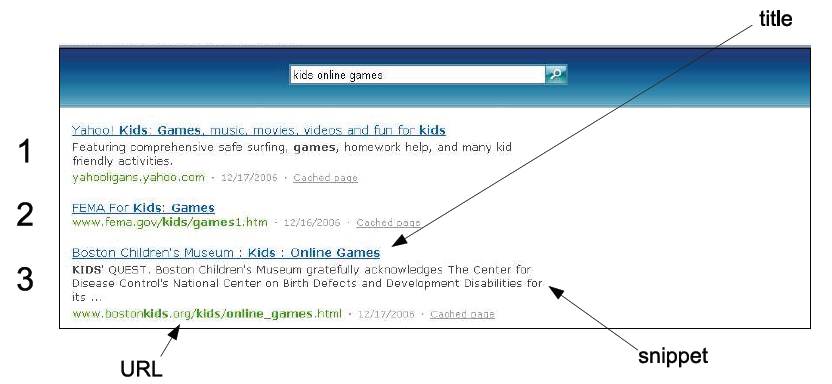 title
kids online games
Yahoo! Kids: Games, music, movies, videos and fun for kids
1
Featuring comprehensive safe surfing, games, homework help, and many kid
friendly activities.
yahooligans.yahoo.com · 12/17/2006 · Cached page
2
FEMA For Kids: Games
www.fema.gov/kids/games1.htm · 12/16/2006 · Cached page
Boston Children's Museum : Kids : Online Games
3
KIDS' QUEST. Boston Children's Museum gratefully acknowledges The Center for
Disease Control's National Center on Birth Defects and Development Disabilities for
its ...
www.bostonkids.org/kids/online_games.html · 12/17/2006 · Cached page
URL
snippet